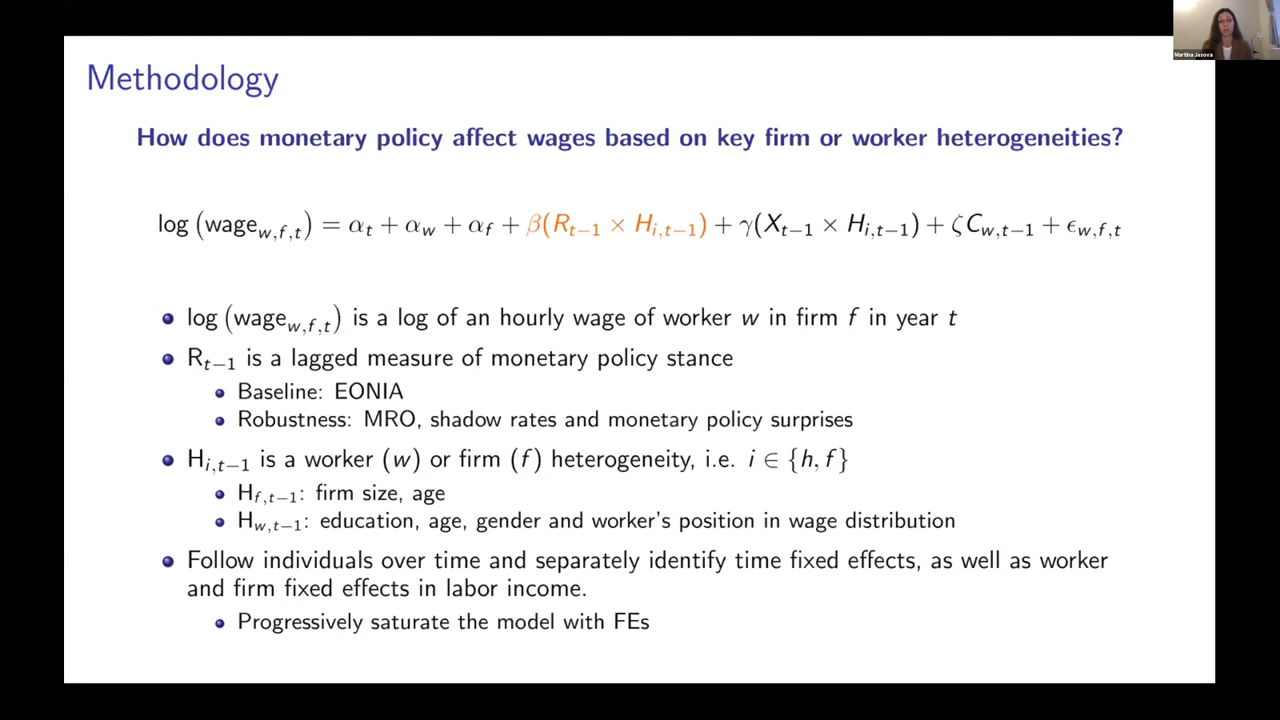 Methodology
Martina Jasova
How does monetary policy affect wages based on key firm or worker heterogeneities?
log (wage_{w,f,t}) = α_t + α_w + α_f + β(R_{t−1} × H_{i,t−1}) + γ(X_{t−1} × H_{i,t−1}) + ζC_{w,t−1} + ϵ_{w,f,t}
log (wage_{w,f,t}) is a log of an hourly wage of worker w in firm f in year t
R_{t−1} is a lagged measure of monetary policy stance
Baseline: EONIA
Robustness: MRO, shadow rates and monetary policy surprises
H_{i,t−1} is a worker (w) or firm (f) heterogeneity, i.e. i ∈ {h, f}
H_{f,t−1}: firm size, age
H_{w,t−1}: education, age, gender and worker's position in wage distribution
Follow individuals over time and separately identify time fixed effects, as well as worker
and firm fixed effects in labor income.
Progressively saturate the model with FEs